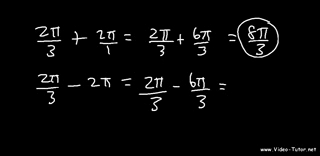 2π/3 + 2π/1 = 2π/3 + 6π/3 = 8π/3
2π/3 - 2π = 2π/3 - 6π/3 =
www.Video-Tutor.net